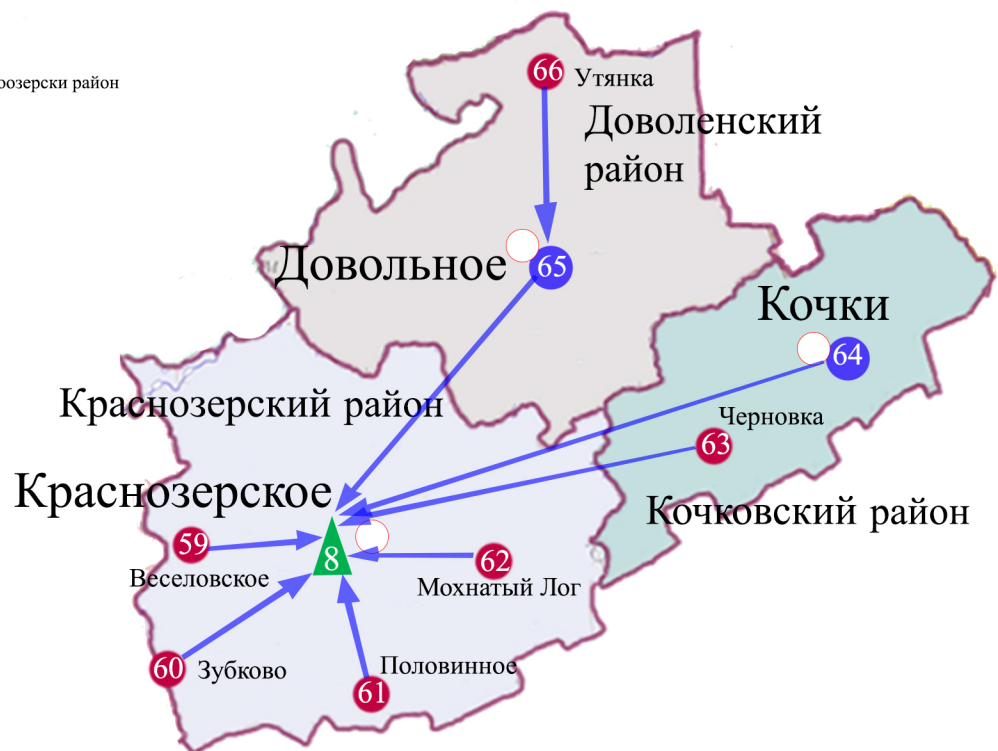 66
Утянка
оозерски район
Доволенский
район
Довольное
65
Кочки
64
Краснозерский район
Черновка
63
Краснозерское
Кочковский район
59
8
62
Веселовское
Мохнатый Лог
60
Зубково
Половинное
61